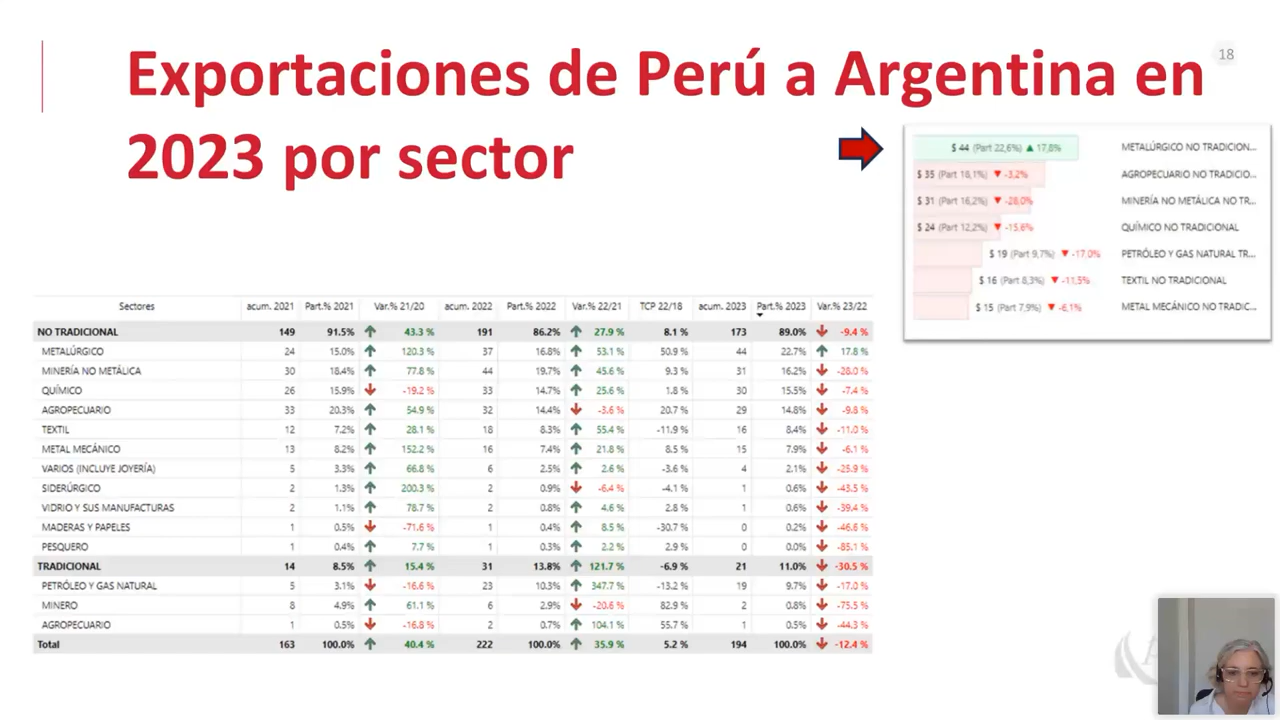 18
Exportaciones de Perú a Argentina en
2023 por sector
$ 44 (Part 22,6%) ▲ 17,8% METALÚRGICO NO TRADICION...
$ 35 (Part 18,1%) ▼ -3,2% AGROPECUARIO NO TRADICIO...
$ 31 (Part 16,2%) ▼ -28,0% MINERÍA NO METÁLICA NO TR...
$ 24 (Part 12,2%) ▼ -15,6% QUÍMICO NO TRADICIONAL
$ 19 (Part 9,7%) ▼ -17,0% PETRÓLEO Y GAS NATURAL TR...
$ 16 (Part 8,3%) ▼ -11,5% TEXTIL NO TRADICIONAL
$ 15 (Part 7,9%) ▼ -6,1% METAL MECÁNICO NO TRADIC...
Sectores acum. 2021 Part.% 2021 Var.% 21/20 acum. 2022 Part.% 2022 Var.% 22/21 TCP 22/18 acum. 2023 Part.% 2023 Var.% 23/22
NO TRADICIONAL 149 91.5% 43.3 % 191 86.2% 27.9 % 8.1 % 173 89.0% -9.4 %
METALÚRGICO 24 15.0% 120.3 % 37 16.8% 53.1 % 50.9 % 44 22.7% 17.8 %
MINERÍA NO METÁLICA 30 18.4% 77.8 % 44 19.7% 45.6 % 9.3 % 31 16.2% -28.0 %
QUÍMICO 26 15.9% -19.2 % 33 14.7% 25.6 % 1.8 % 30 15.5% -7.4 %
AGROPECUARIO 33 20.3% 54.9 % 32 14.4% -3.6 % 20.7 % 29 14.8% -9.8 %
TEXTIL 12 7.2% 28.1 % 18 8.3% 55.4 % -11.9 % 16 8.4% -11.0 %
METAL MECÁNICO 13 8.2% 152.2 % 16 7.4% 21.8 % 8.5 % 15 7.9% -6.1 %
VARIOS (INCLUYE JOYERÍA) 5 3.3% 66.8 % 6 2.5% 2.6 % -3.6 % 4 2.1% -25.9 %
SIDERÚRGICO 2 1.3% 200.3 % 2 0.9% -6.4 % -4.1 % 1 0.6% -43.5 %
VIDRIO Y SUS MANUFACTURAS 2 1.1% 78.7 % 2 0.8% 4.6 % 2.8 % 1 0.6% -39.4 %
MADERAS Y PAPELES 1 0.5% -71.6 % 1 0.4% 8.5 % -30.7 % 0 0.2% -46.6 %
PESQUERO 1 0.4% 7.7 % 1 0.3% 2.2 % 2.9 % 0 0.0% -85.1 %
TRADICIONAL 14 8.5% 15.4 % 31 13.8% 121.7 % -6.9 % 21 11.0% -30.5 %
PETRÓLEO Y GAS NATURAL 5 3.1% -16.6 % 23 10.3% 347.7 % -13.2 % 19 9.7% -17.0 %
MINERO 8 4.9% 61.1 % 6 2.9% -20.6 % 82.9 % 2 0.8% -75.5 %
AGROPECUARIO 1 0.5% -16.8 % 2 0.7% 104.1 % 55.7 % 1 0.5% -44.3 %
Total 163 100.0% 40.4 % 222 100.0% 35.9 % 5.2 % 194 100.0% -12.4 %